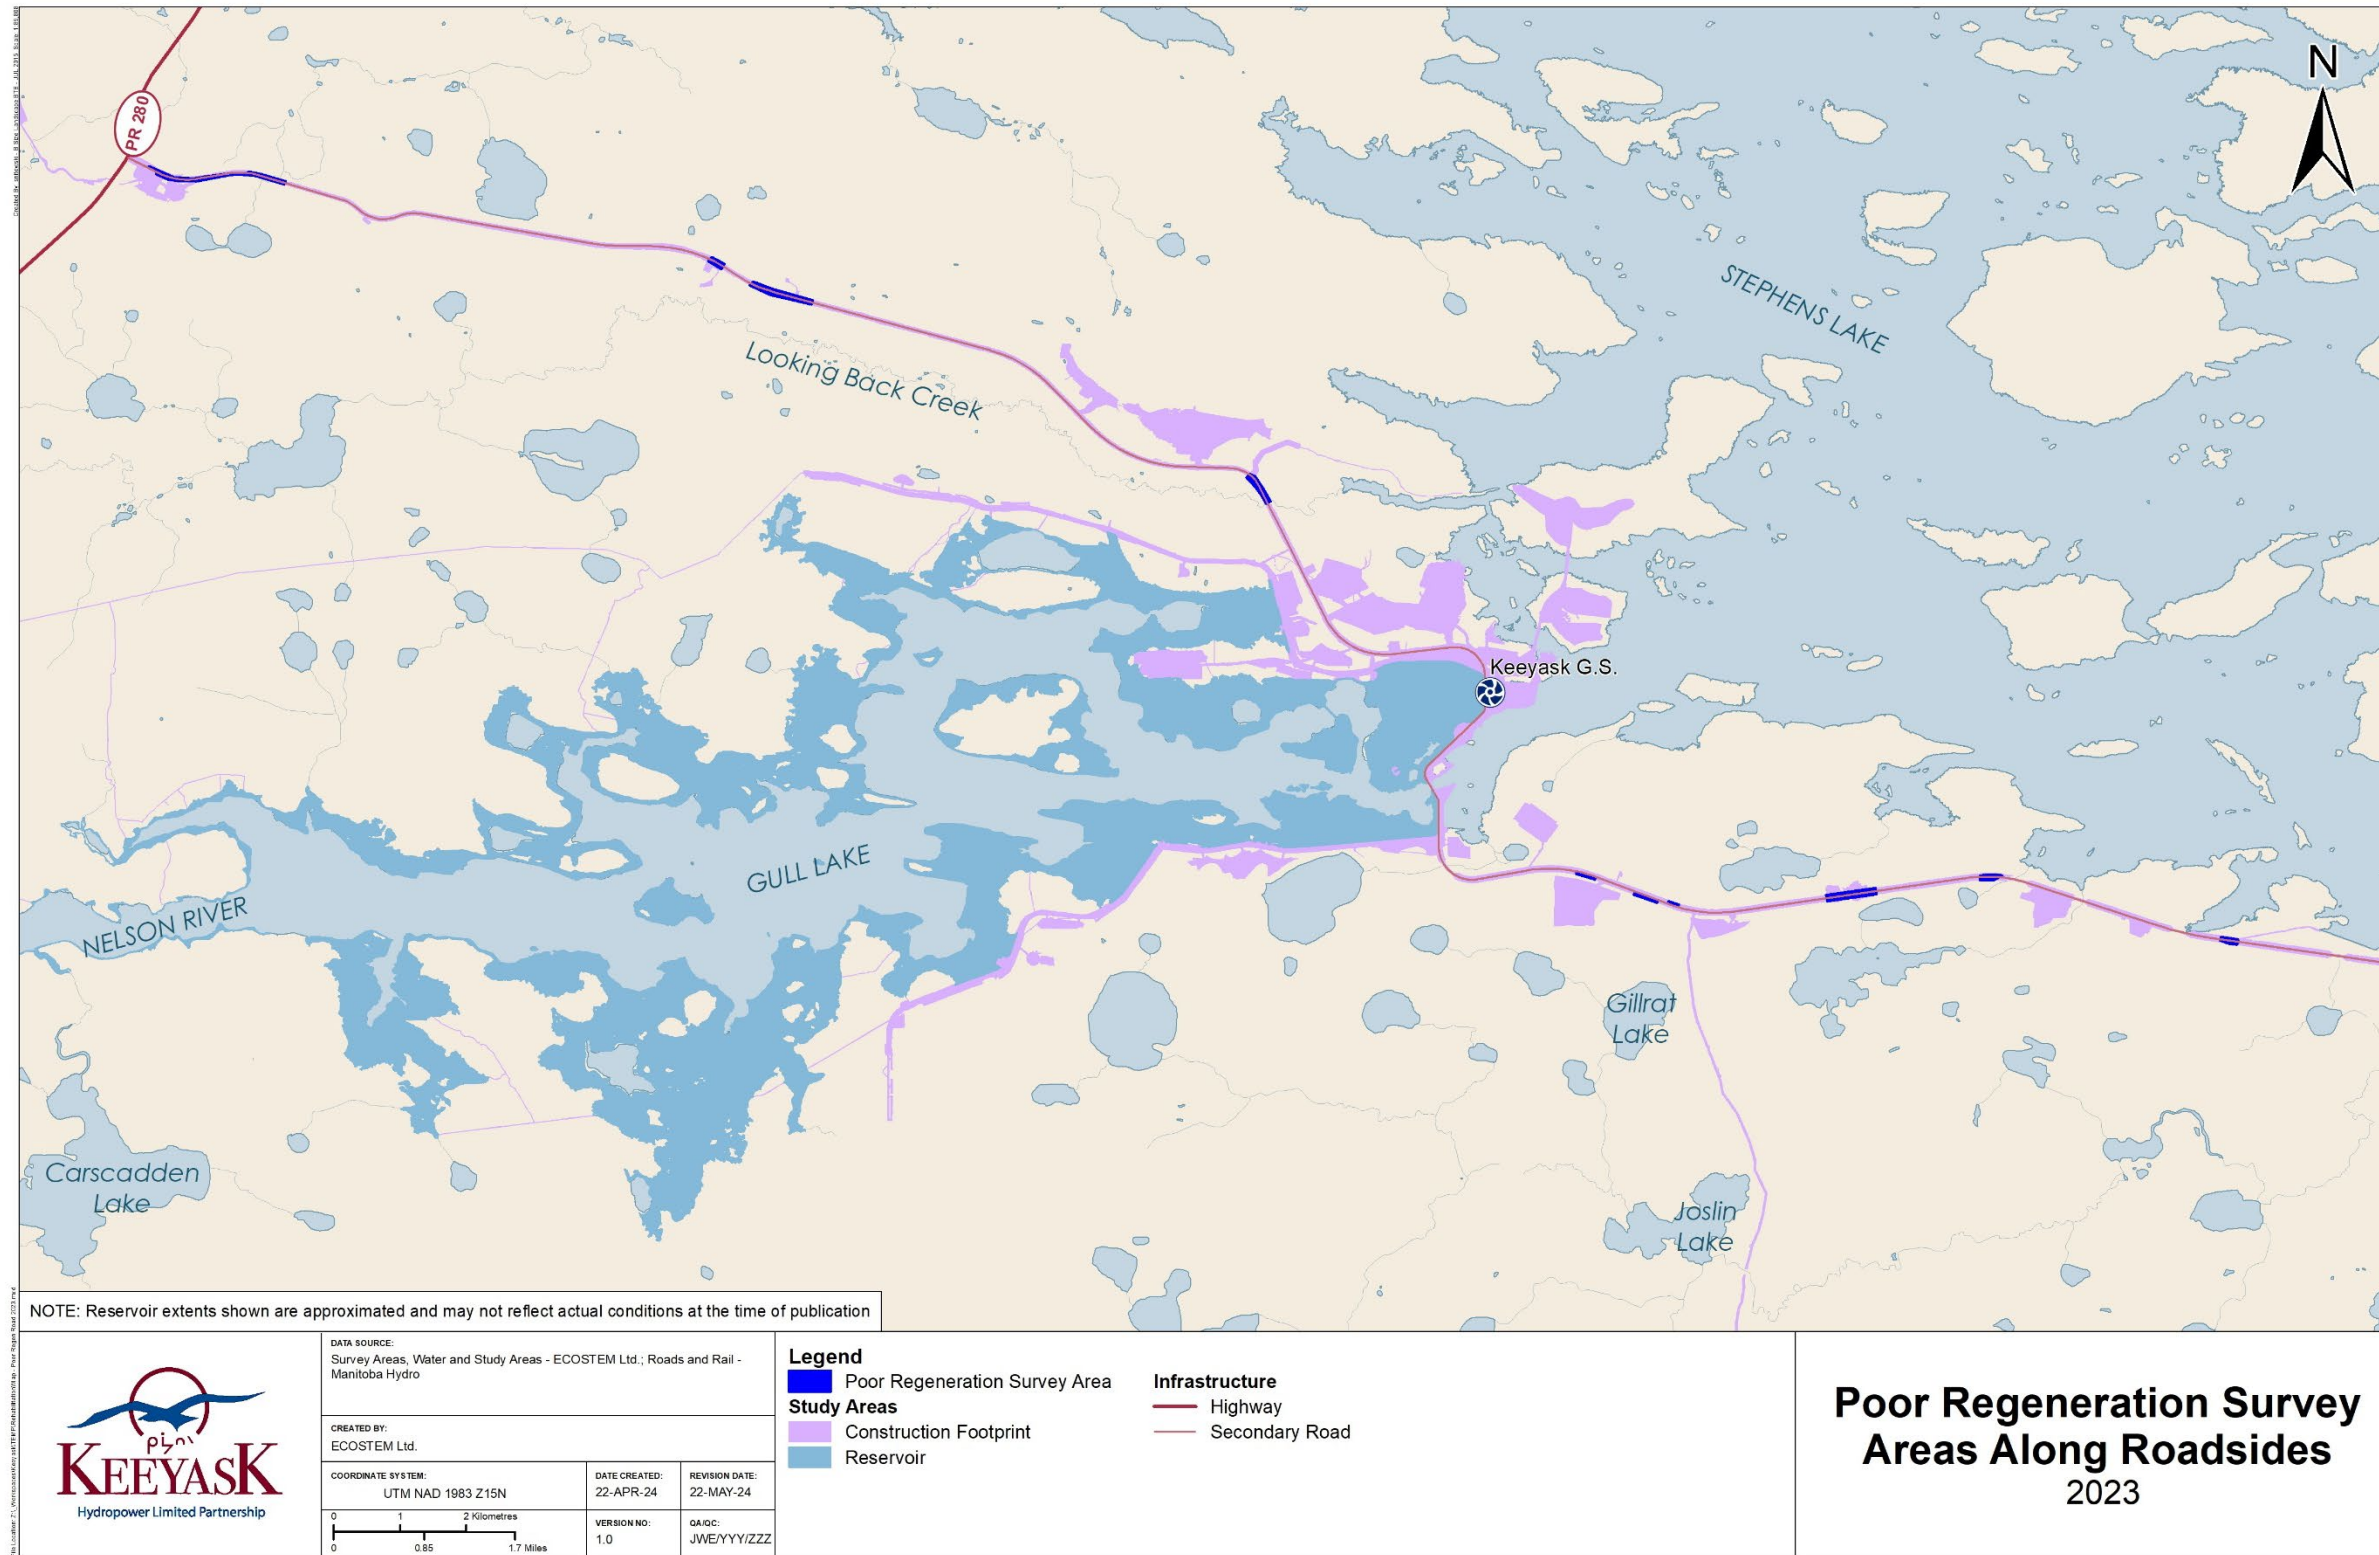 N
PR 280
STEPHENS LAKE
Looking Back Creek
Keeyask G.S.
GULL LAKE
NELSON RIVER
Gillrat
Lake
Carscadden
Lake
Joslin
Lake
NOTE: Reservoir extents shown are approximated and may not reflect actual conditions at the time of publication
KEEYASK
Hydropower Limited Partnership
DATA SOURCE:
Survey Areas, Water and Study Areas - ECOSTEM Ltd.; Roads and Rail -
Manitoba Hydro
CREATED BY:
ECOSTEM Ltd.
COORDINATE SYSTEM:
UTM NAD 1983 Z15N
DATE CREATED:
22-APR-24
REVISION DATE:
22-MAY-24
0 1 2 Kilometres
0 0.85 1.7 Miles
VERSION NO:
1.0
QA/QC:
JWE/YYY/ZZZ
Legend
Poor Regeneration Survey Area
Study Areas
Construction Footprint
Reservoir
Infrastructure
Highway
Secondary Road
Poor Regeneration Survey
Areas Along Roadsides
2023